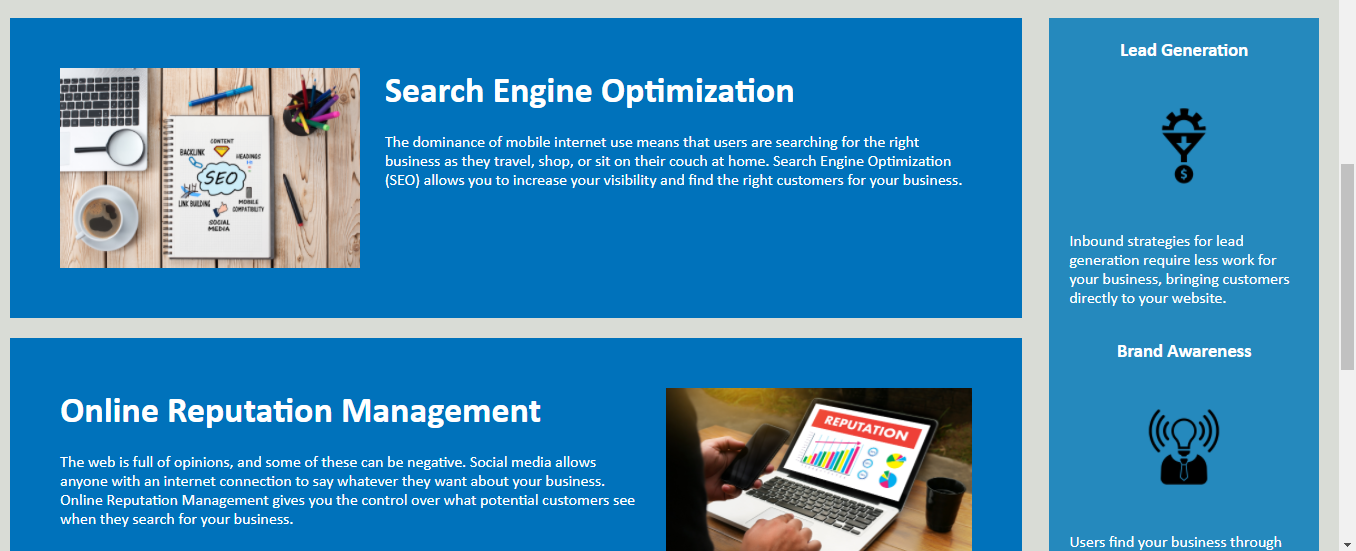 Search Engine Optimization
The dominance of mobile internet use means that users are searching for the right
business as they travel, shop, or sit on their couch at home. Search Engine Optimization
(SEO) allows you to increase your visibility and find the right customers for your business.
CONTENT
BACKLINK
HEADINGS
SEO
LINK BUILDING
MOBILE
COMPATIBILITY
SOCIAL
MEDIA
Online Reputation Management
The web is full of opinions, and some of these can be negative. Social media allows
anyone with an internet connection to say whatever they want about your business.
Online Reputation Management gives you the control over what potential customers see
when they search for your business.
REPUTATION
Lead Generation
$
Inbound strategies for lead
generation require less work for
your business, bringing customers
directly to your website.
Brand Awareness
Users find your business through